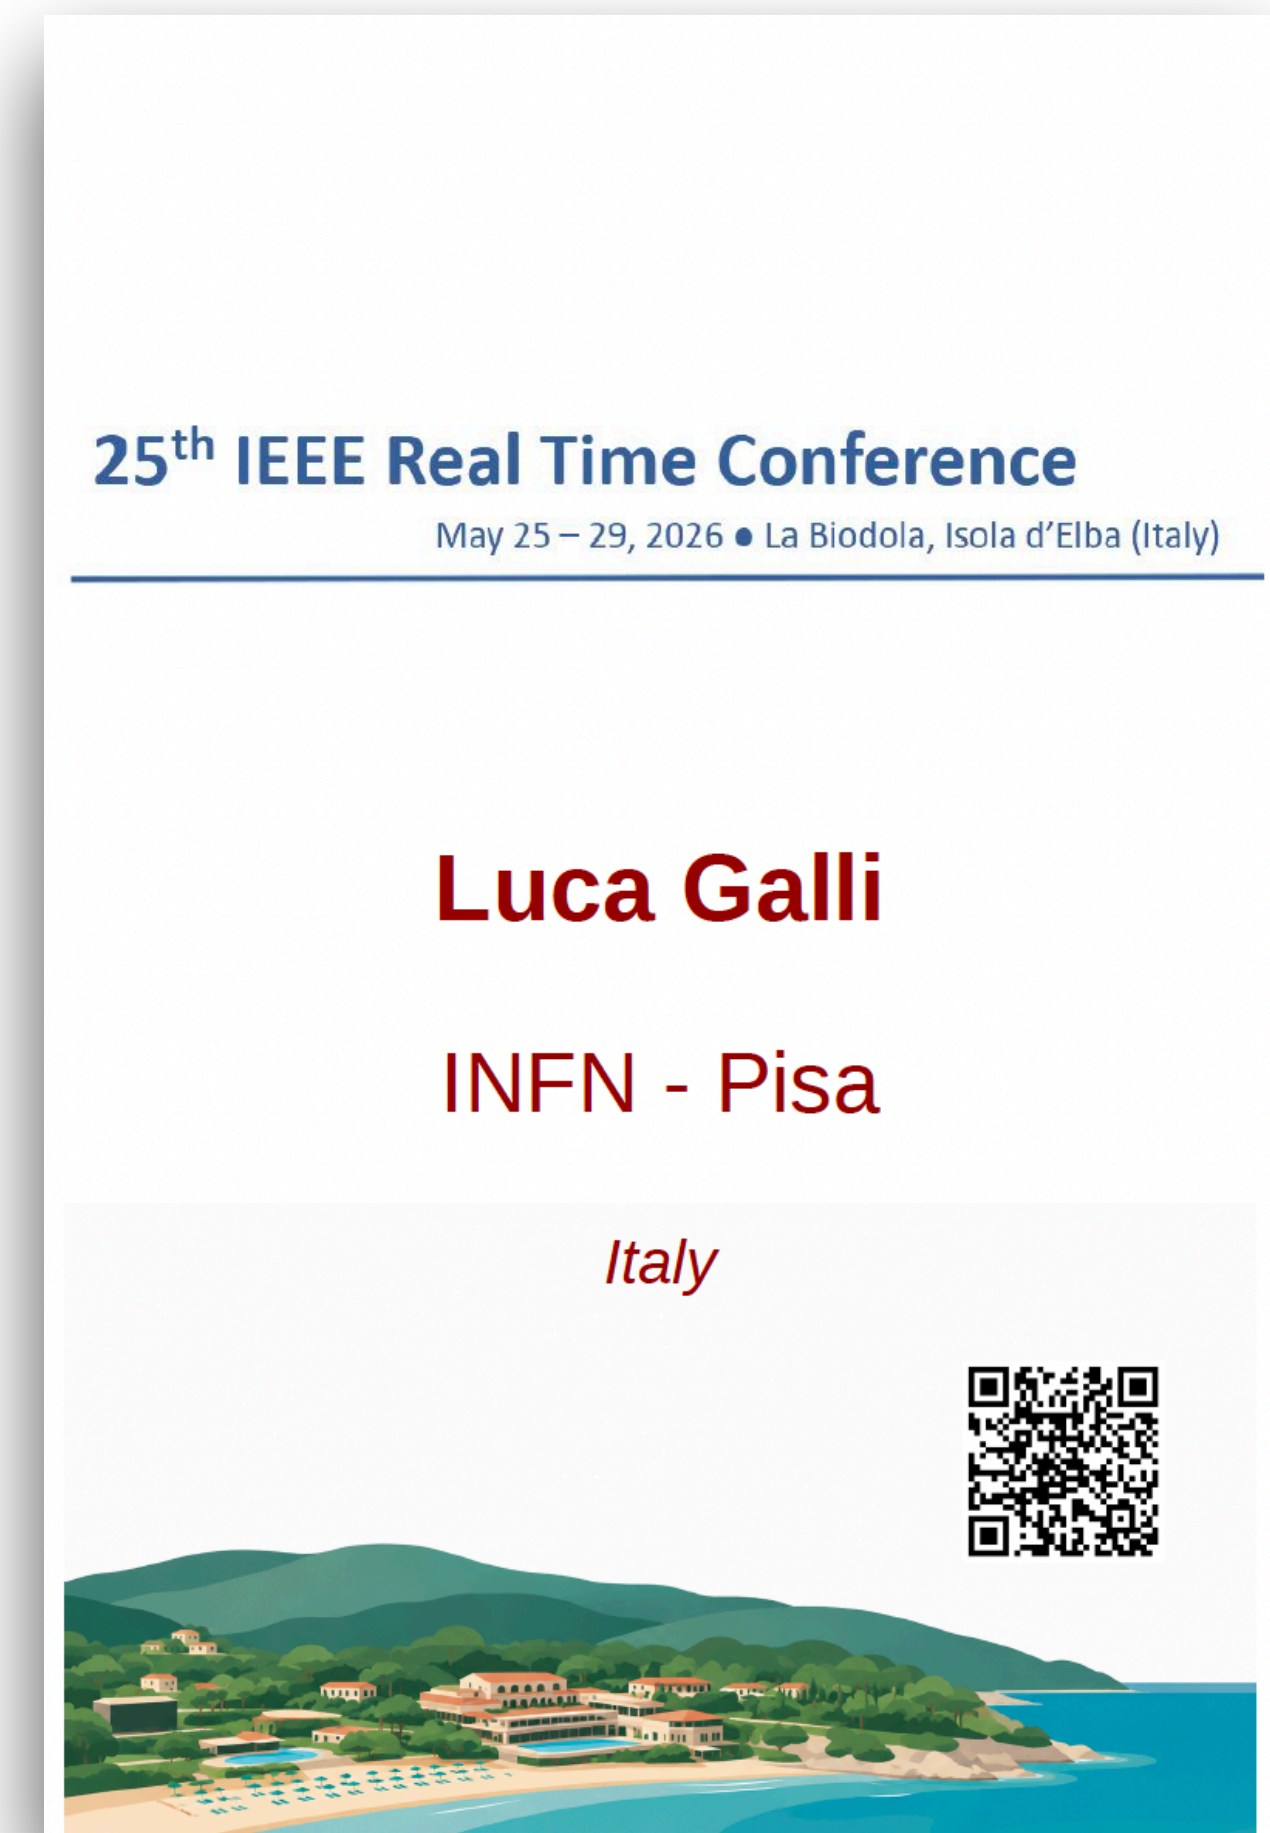 25th IEEE Real Time Conference
May 25 – 29, 2026 ● La Biodola, Isola d’Elba (Italy)
Luca Galli
INFN - Pisa
Italy